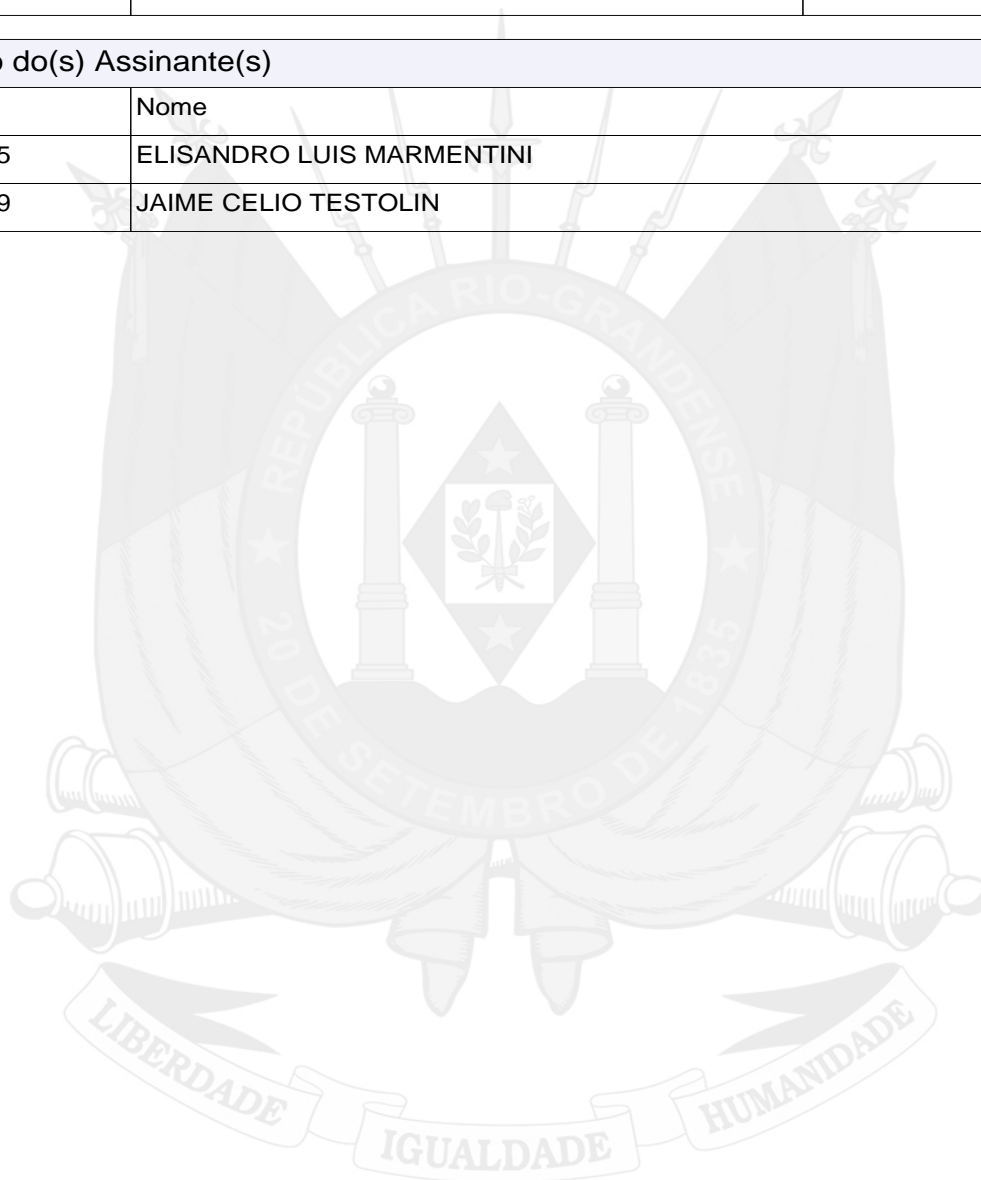 o do(s) Assinante(s)
Nome
5 ELISANDRO LUIS MARMENTINI
9 JAIME CELIO TESTOLIN
REPÚBLICA RIO-GRANDENSE
★ 20 DE SETEMBRO DE 1835 ★
LIBERDADE
IGUALDADE
HUMANIDADE